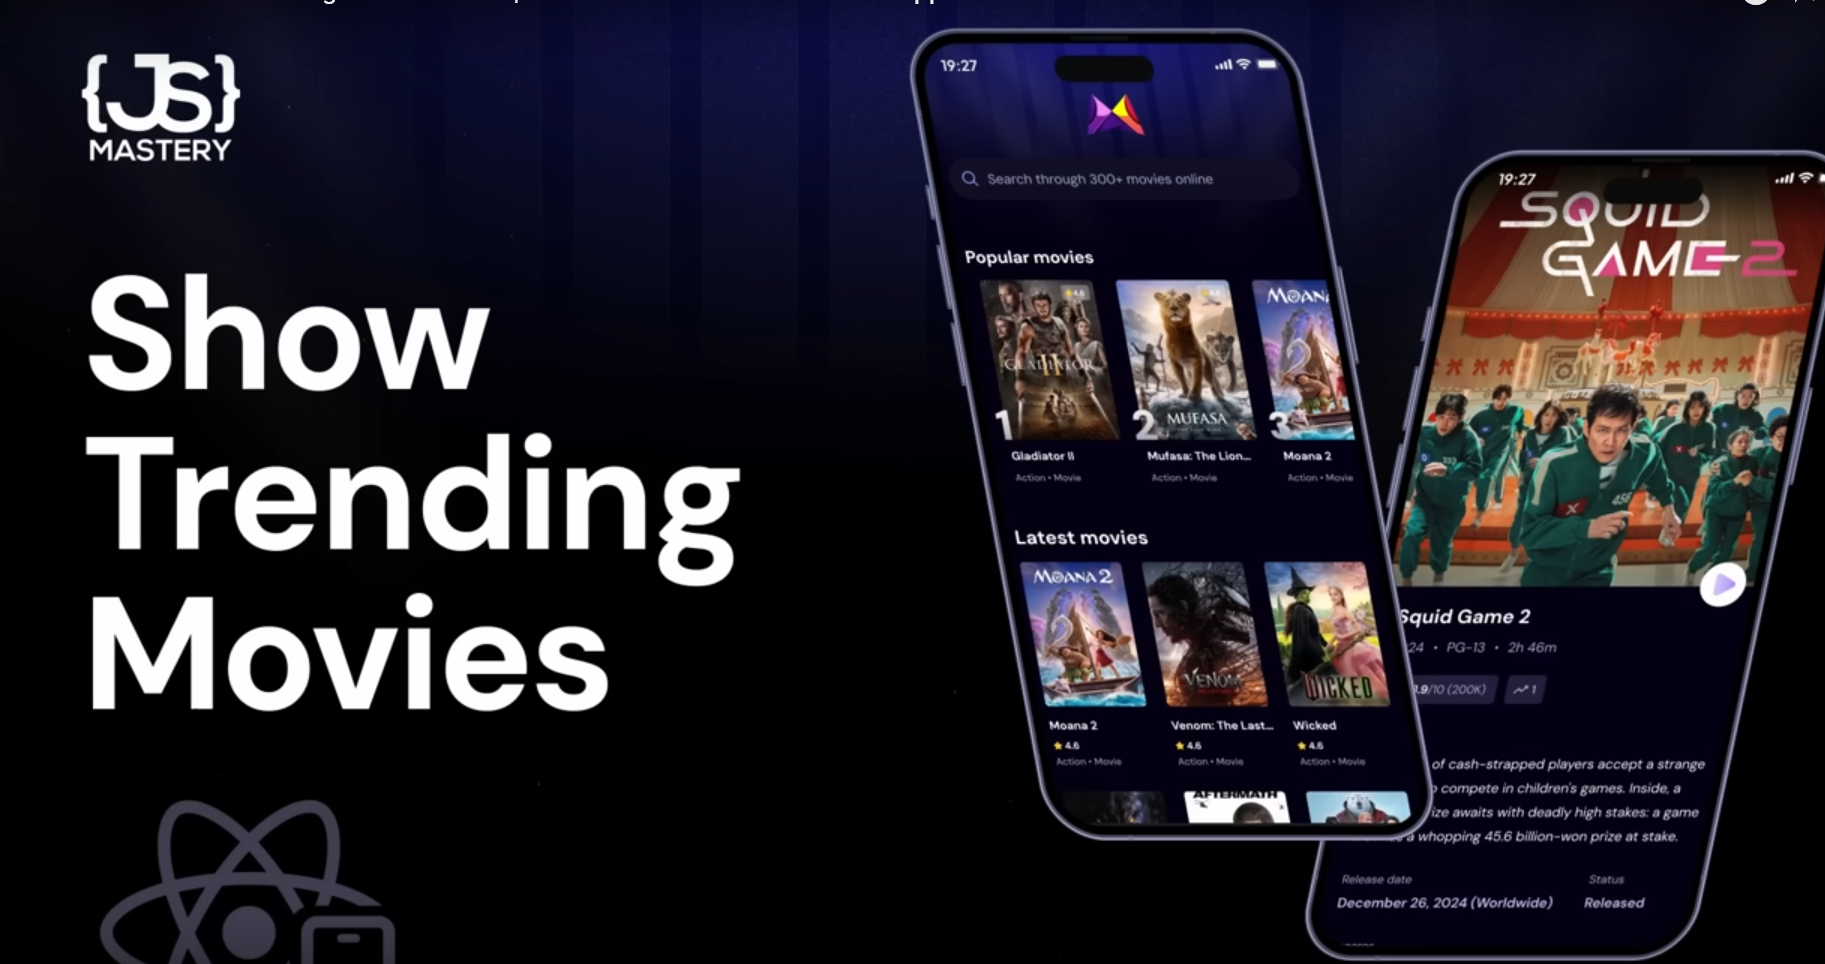 {JS}
MASTERY
Show
Trending
Movies
19:27
Search through 300+ movies online
Popular movies
4.6
GLADIATOR II
MUFASA
MOANA
1
2
3
Gladiator II
Mufasa: The Lion...
Moana 2
Action • Movie
Action • Movie
Action • Movie
Latest movies
MOANA 2
VENOM
WICKED
Moana 2
Venom: The Last...
Wicked
4.6
4.6
4.6
Action • Movie
Action • Movie
Action • Movie
AFTERMATH
19:27
SQUID
GAME 2
456
Squid Game 2
24 • PG-13 • 2h 46m
.9/10 (200K)
1
of cash-strapped players accept a strange
compete in children's games. Inside, a
awaits with deadly high stakes: a game
a whopping 45.6 billion-won prize at stake.
Release date
Status
December 26, 2024 (Worldwide)
Released